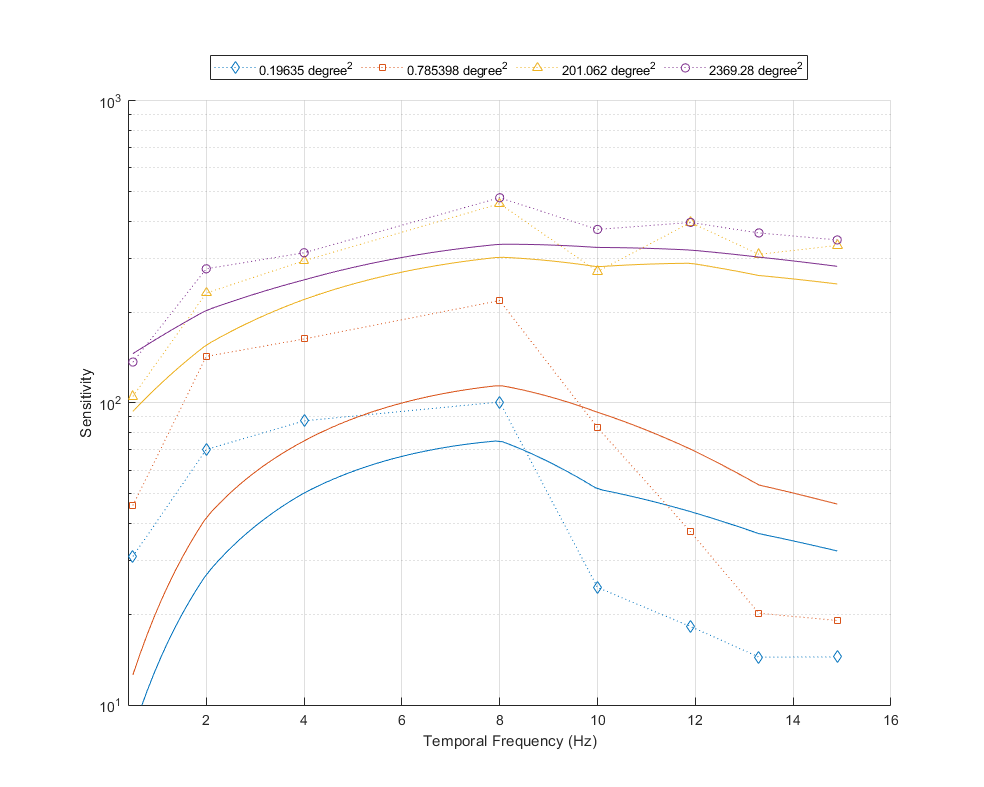 0.19635 degree² 0.785398 degree² 201.062 degree² 2369.28 degree²
10³
10²
10¹
Sensitivity
2 4 6 8 10 12 14 16
Temporal Frequency (Hz)